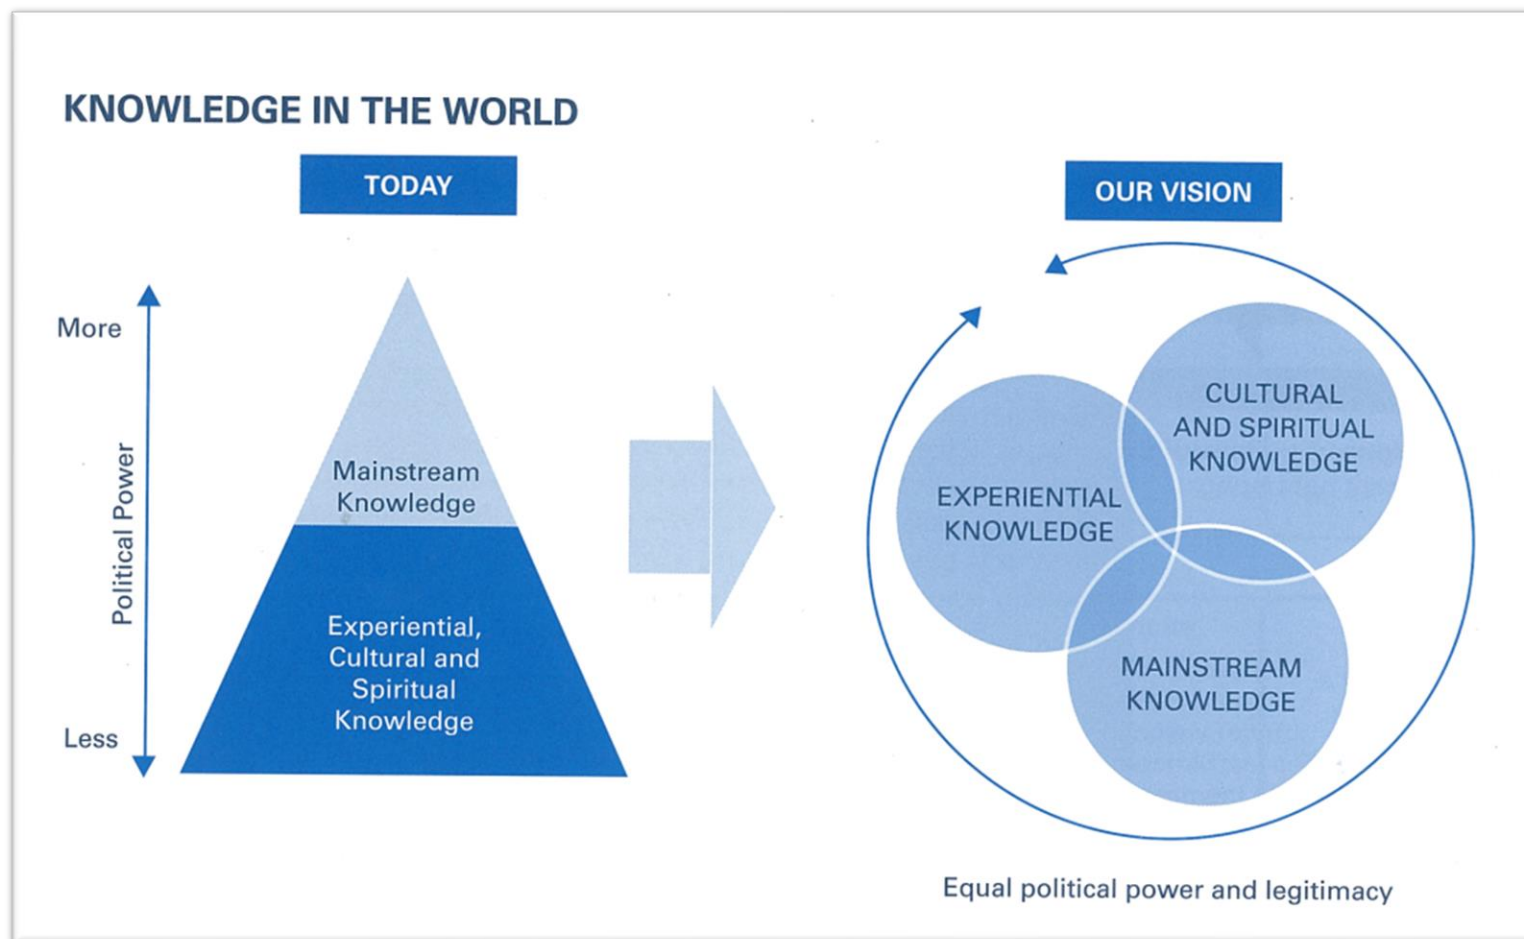 KNOWLEDGE IN THE WORLD
TODAY
More
Political Power
Less
Mainstream
Knowledge
Experiential,
Cultural and
Spiritual
Knowledge
OUR VISION
CULTURAL
AND SPIRITUAL
KNOWLEDGE
EXPERIENTIAL
KNOWLEDGE
MAINSTREAM
KNOWLEDGE
Equal political power and legitimacy